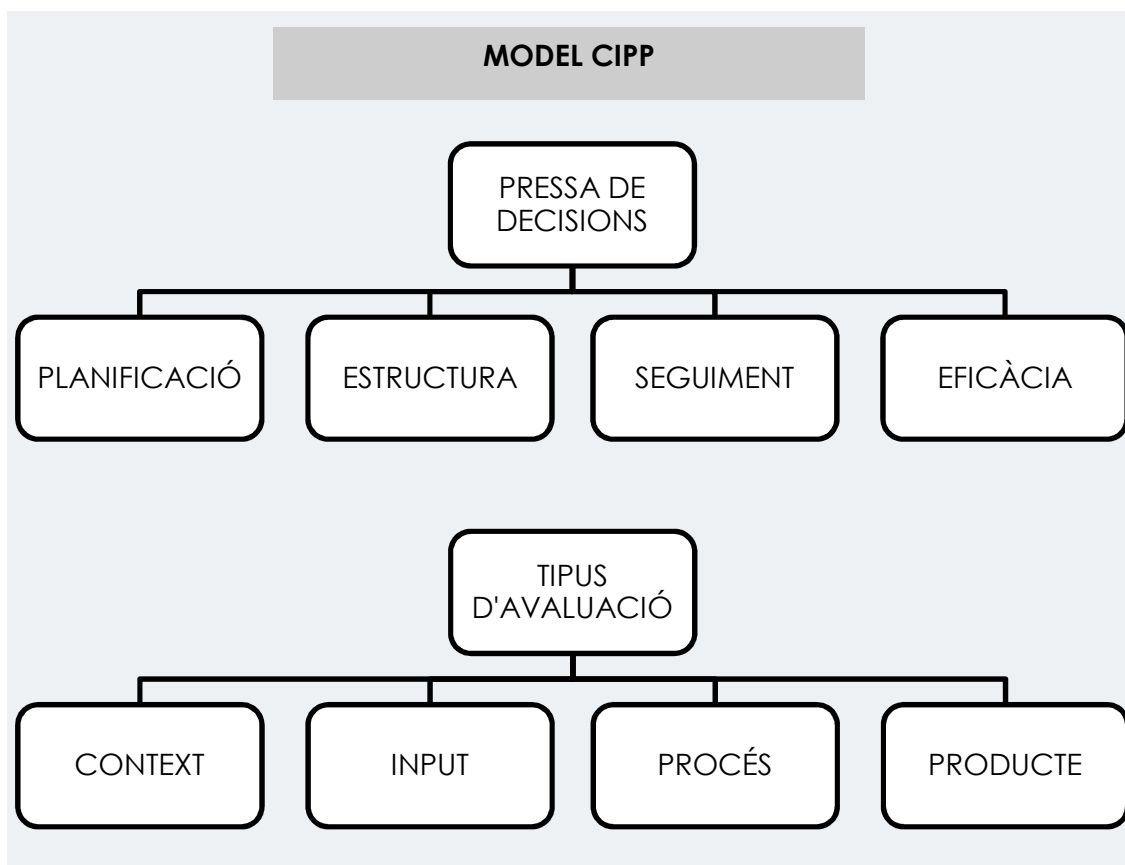 MODEL CIPP
PRESSA DE
DECISIONS
PLANIFICACIÓ
ESTRUCTURA
SEGUIMENT
EFICÀCIA
TIPUS
D'AVALUACIÓ
CONTEXT
INPUT
PROCÉS
PRODUCTE